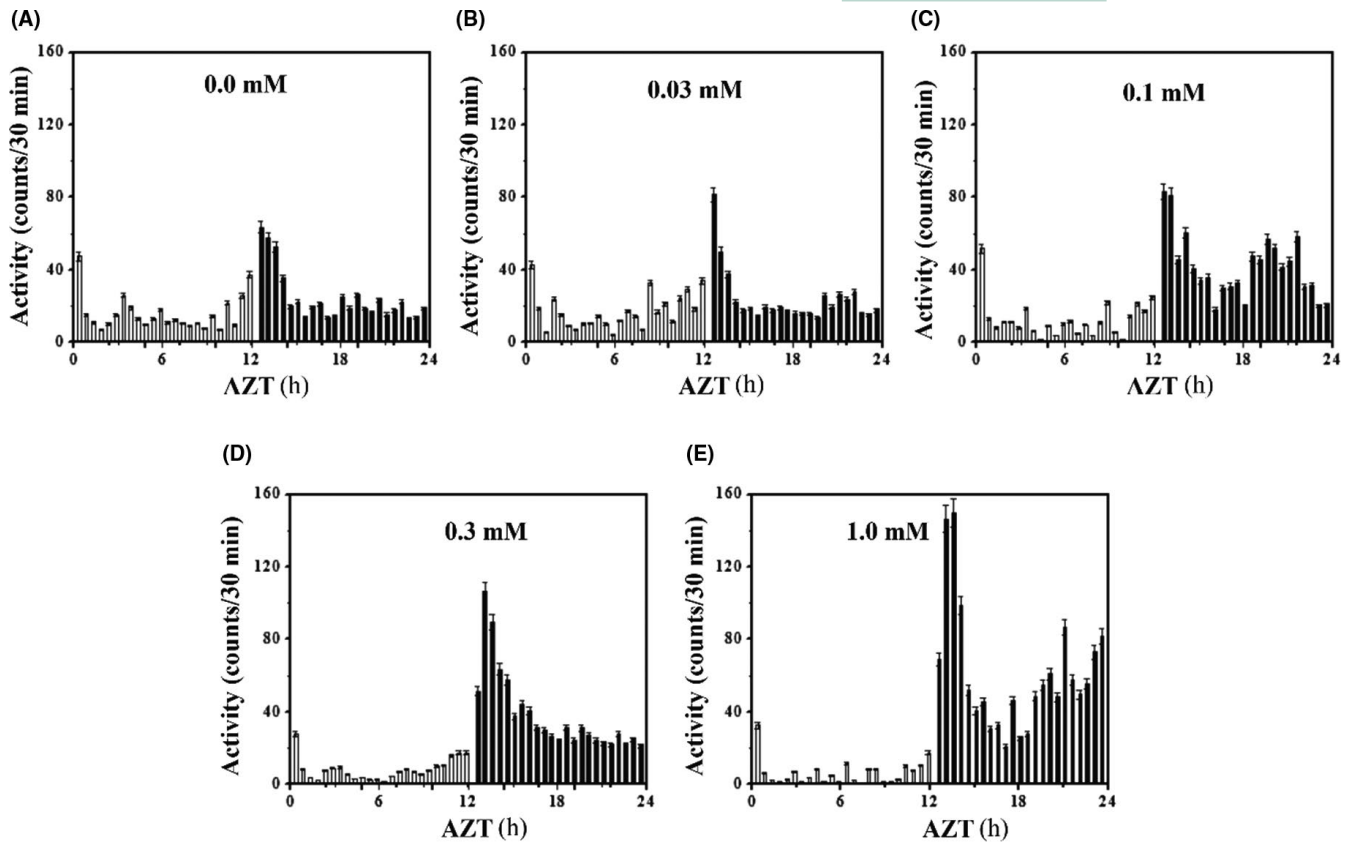 (A)
160
120
80
40
0
0 6 12 18 24
Activity (counts/30 min)
0.0 mM
ΛZT (h)
(B)
160
120
80
40
0
0 6 12 18 24
Activity (counts/30 min)
0.03 mM
AZT (h)
(C)
160
120
80
40
0
0 6 12 18 24
Activity (counts/30 min)
0.1 mM
ΛZT (h)
(D)
160
120
80
40
0
0 6 12 18 24
Activity (counts/30 min)
0.3 mM
AZT (h)
(E)
160
120
80
40
0
0 6 12 18 24
Activity (counts/30 min)
1.0 mM
AZT (h)